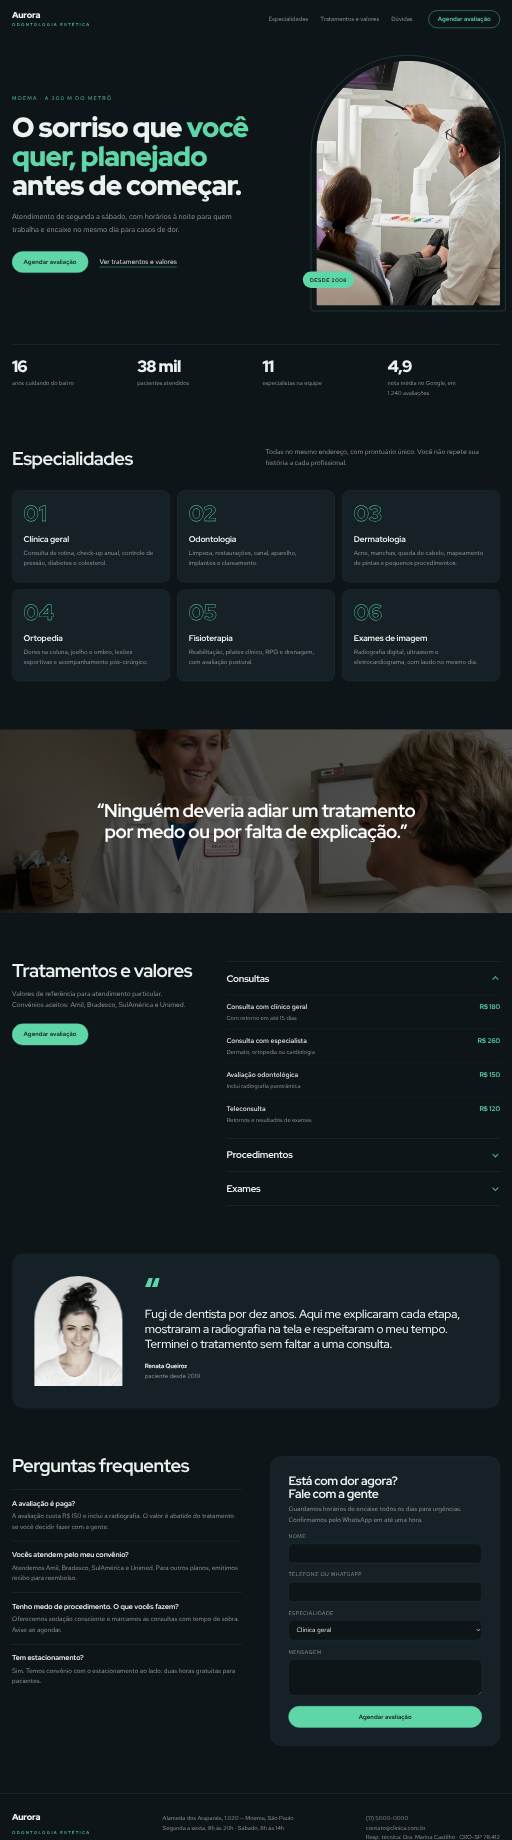 Aurora
ODONTOLOGIA ESTÉTICA
Especialidades Tratamentos e valores Dúvidas Agendar avaliação
MOEMA · A 300 M DO METRÔ
O sorriso que você
quer, planejado
antes de começar.
Atendimento de segunda a sábado, com horários à noite para quem
trabalha e encaixe no mesmo dia para casos de dor.
Agendar avaliação Ver tratamentos e valores
DESDE 2008
16
anos cuidando do bairro
38 mil
pacientes atendidos
11
especialistas na equipe
4,9
nota média no Google, em
1.240 avaliações
Especialidades
Todas no mesmo endereço, com prontuário único. Você não repete sua
história a cada profissional.
01
Clínica geral
Consulta de rotina, check-up anual, controle de
pressão, diabetes e colesterol.
02
Odontologia
Limpeza, restaurações, canal, aparelho,
implantes e clareamento.
03
Dermatologia
Acne, manchas, queda de cabelo, mapeamento
de pintas e pequenos procedimentos.
04
Ortopedia
Dores na coluna, joelho e ombro, lesões
esportivas e acompanhamento pós-cirúrgico.
05
Fisioterapia
Reabilitação, pilates clínico, RPG e drenagem,
com avaliação postural.
06
Exames de imagem
Radiografia digital, ultrassom e
eletrocardiograma, com laudo no mesmo dia.
“Ninguém deveria adiar um tratamento
por medo ou por falta de explicação.”
Tratamentos e valores
Valores de referência para atendimento particular.
Convênios aceitos: Amil, Bradesco, SulAmérica e Unimed.
Agendar avaliação
Consultas
Consulta com clínico geral R$ 180
Com retorno em até 15 dias
Consulta com especialista R$ 260
Dermato, ortopedia ou cardiologia
Avaliação odontológica R$ 150
Inclui radiografia panorâmica
Teleconsulta R$ 120
Retornos e resultados de exames
Procedimentos
Exames
“
Fugi de dentista por dez anos. Aqui me explicaram cada etapa,
mostraram a radiografia na tela e respeitaram o meu tempo.
Terminei o tratamento sem faltar a uma consulta.
Renata Queiroz
paciente desde 2019
Perguntas frequentes
A avaliação é paga?
A avaliação custa R$ 150 e inclui a radiografia. O valor é abatido do tratamento
se você decidir fazer com a gente.
Vocês atendem pelo meu convênio?
Atendemos Amil, Bradesco, SulAmérica e Unimed. Para outros planos, emitimos
recibo para reembolso.
Tenho medo de procedimento. O que vocês fazem?
Oferecemos sedação consciente e marcamos as consultas com tempo de sobra.
Avise ao agendar.
Tem estacionamento?
Sim. Temos convênio com o estacionamento ao lado: duas horas gratuitas para
pacientes.
Está com dor agora?
Fale com a gente
Guardamos horários de encaixe todos os dias para urgências.
Confirmamos pelo WhatsApp em até uma hora.
NOME
TELEFONE OU WHATSAPP
ESPECIALIDADE
Clínica geral
MENSAGEM
Agendar avaliação
Aurora
ODONTOLOGIA ESTÉTICA
Alameda dos Arapanés, 1.020 — Moema, São Paulo
Segunda a sexta, 8h às 20h · Sábado, 8h às 14h
(11) 5000-0000
contato@clinica.com.br
Resp. técnica: Dra. Marina Castilho · CRO-SP 78.412